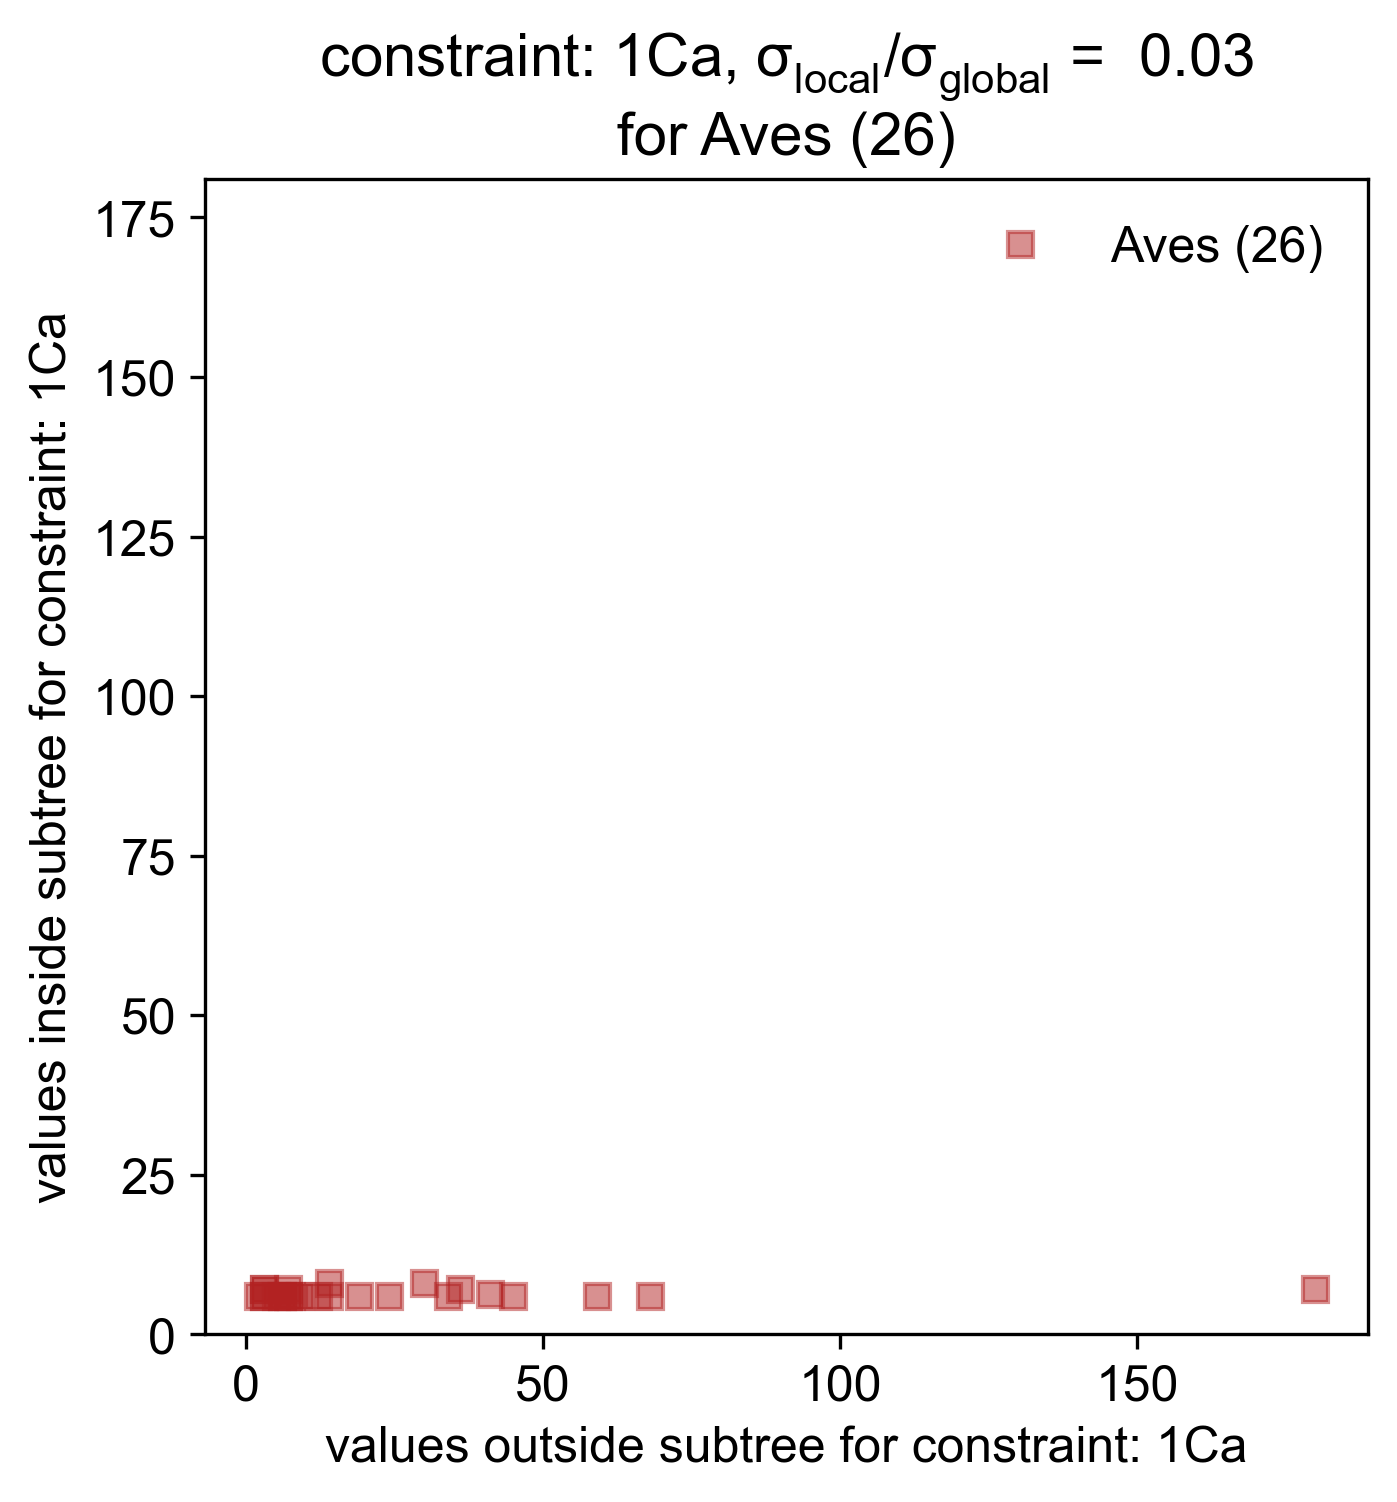 constraint: 1Ca, σlocal/σglobal = 0.03
for Aves (26)
Aves (26)
values inside subtree for constraint: 1Ca
175
150
125
100
75
50
25
0
0 50 100 150
values outside subtree for constraint: 1Ca